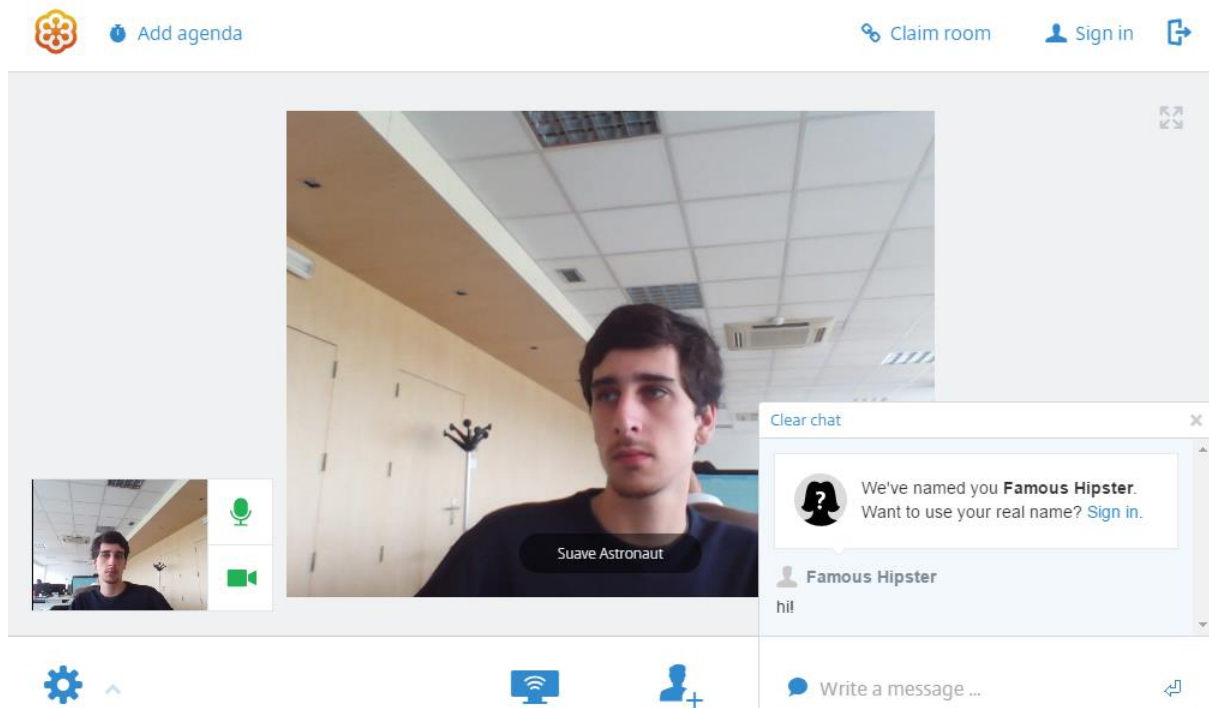 Add agenda
Claim room
Sign in
Suave Astronaut
Clear chat
?
We've named you Famous Hipster.
Want to use your real name? Sign in.
Famous Hipster
hi!
Write a message ...